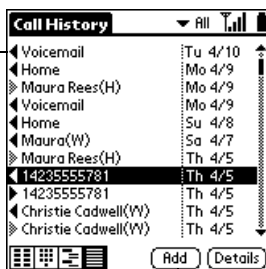 Call History All
Voicemail Tu 4/10
Home Mo 4/9
Maura Rees(H) Mo 4/9
Voicemail Mo 4/9
Home Su 4/8
Maura(W) Sa 4/7
Maura Rees(H) Th 4/5
14235555781 Th 4/5
14235555781 Th 4/5
Christie Cadwell(W) Th 4/5
Christie Cadwell(W) Th 4/5
Add Details